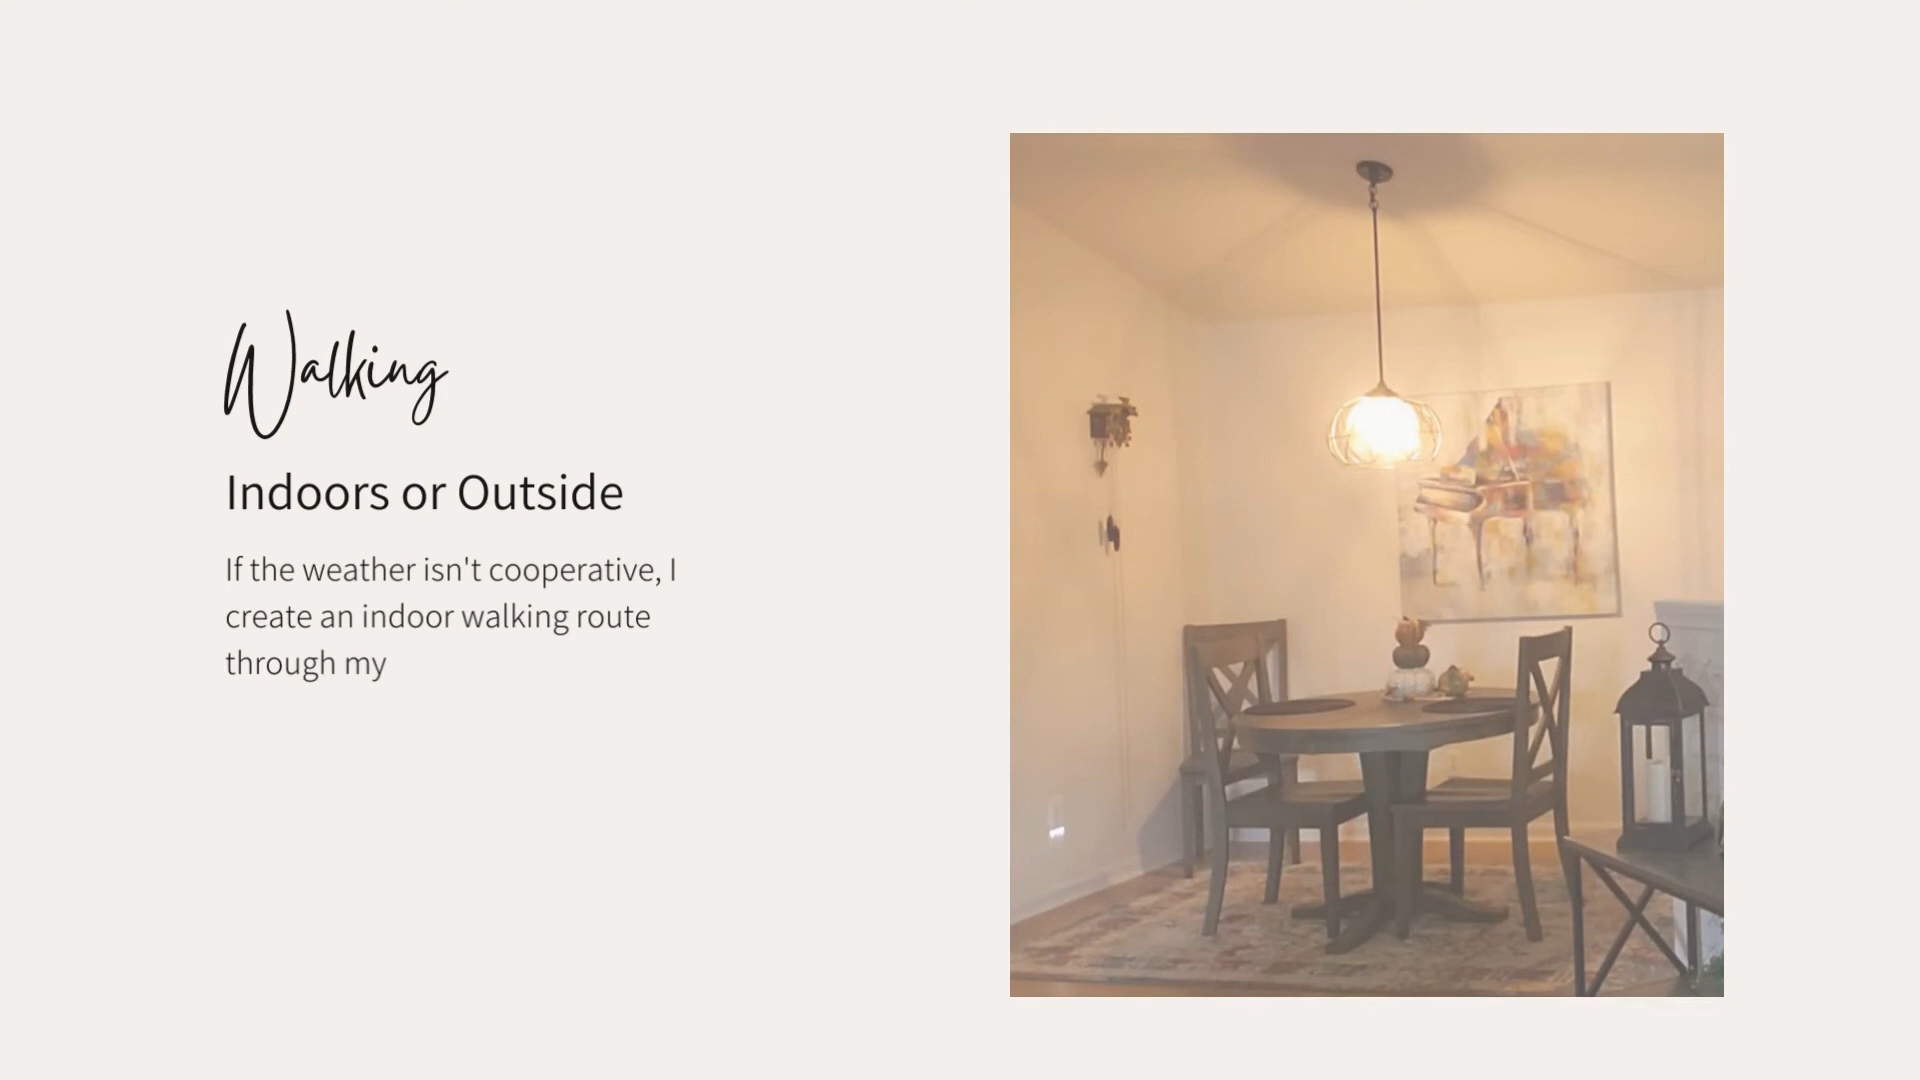 Walking
Indoors or Outside
If the weather isn't cooperative, I
create an indoor walking route
through my